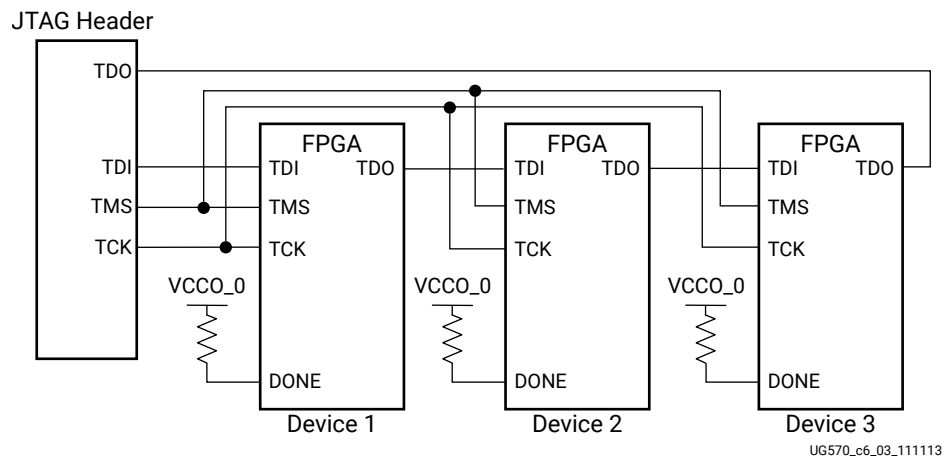 JTAG Header
TDO
TDI
TMS
TCK
FPGA
TDI TDO
TMS
TCK
VCCO_0
DONE
Device 1
FPGA
TDI TDO
TMS
TCK
VCCO_0
DONE
Device 2
FPGA
TDI TDO
TMS
TCK
VCCO_0
DONE
Device 3
UG570_c6_03_111113